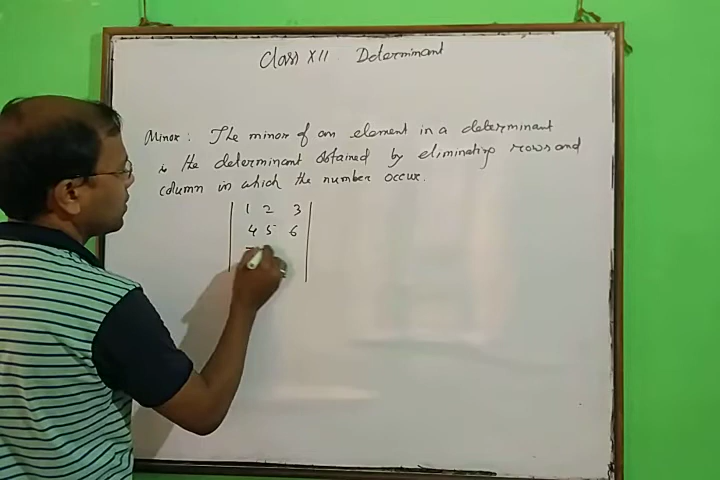 Class XII Determinant
Minor : The minor of an element in a determinant
is the determinant obtained by eliminating rows and
column in which the number occur.
1 2 3
4 5 6